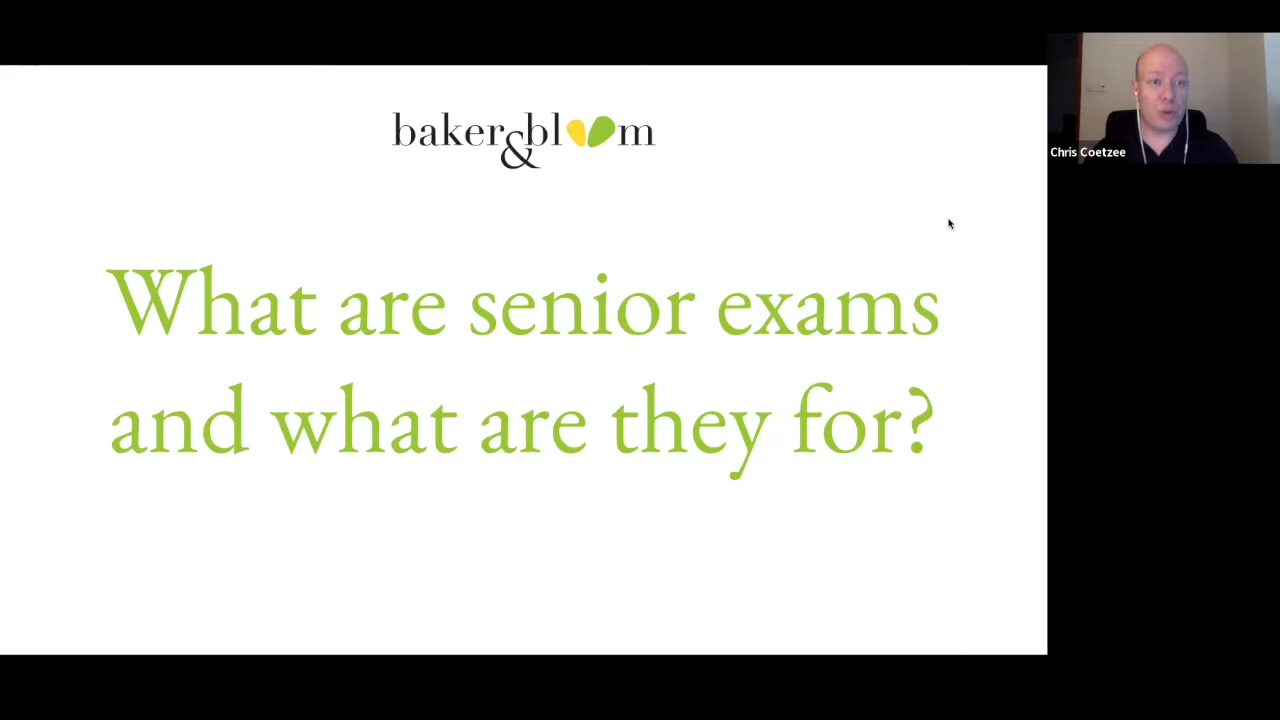 baker&bloom
What are senior exams
and what are they for?
Chris Coetzee